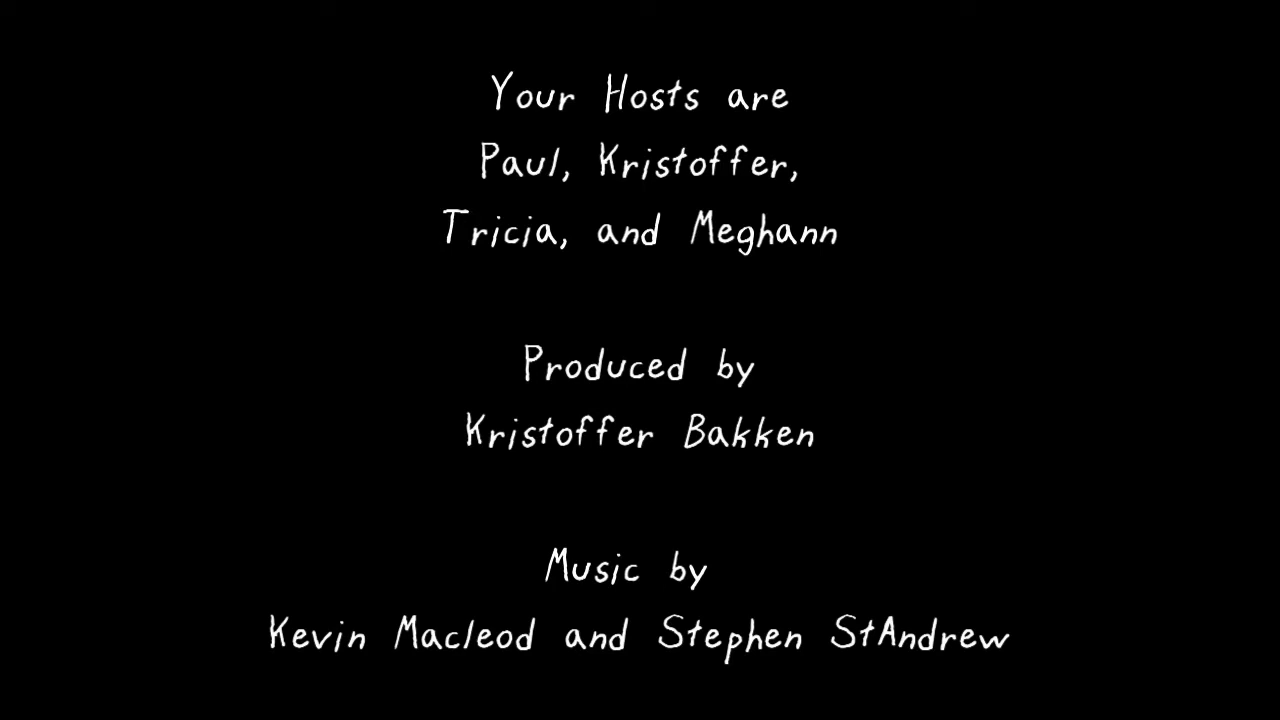 Your Hosts are
Paul, Kristoffer,
Tricia, and Meghann
Produced by
Kristoffer Bakken
Music by
Kevin Macleod and Stephen StAndrew